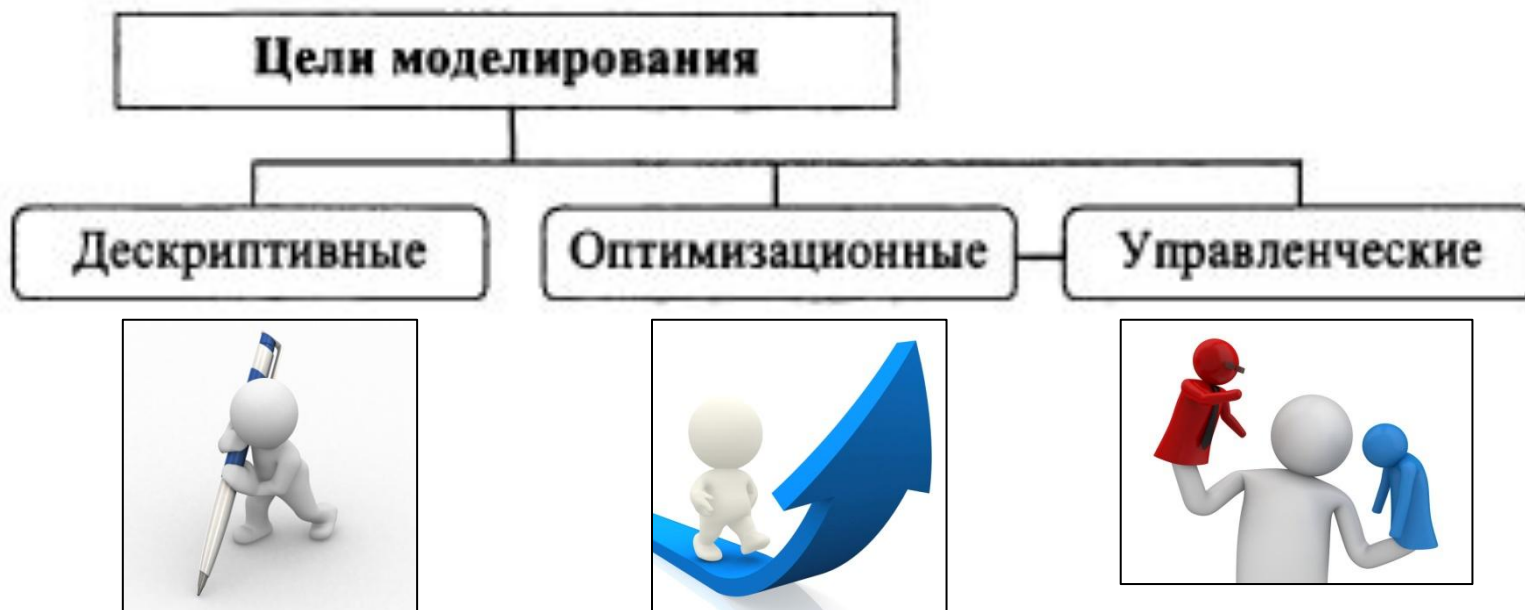 Цели моделирования
Дескриптивные
Оптимизационные
Управленческие